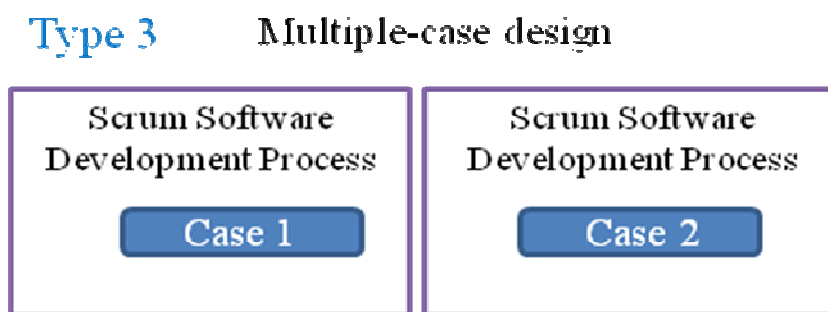 Type 3 Multiple-case design
Scrum Software
Development Process
Case 1
Scrum Software
Development Process
Case 2